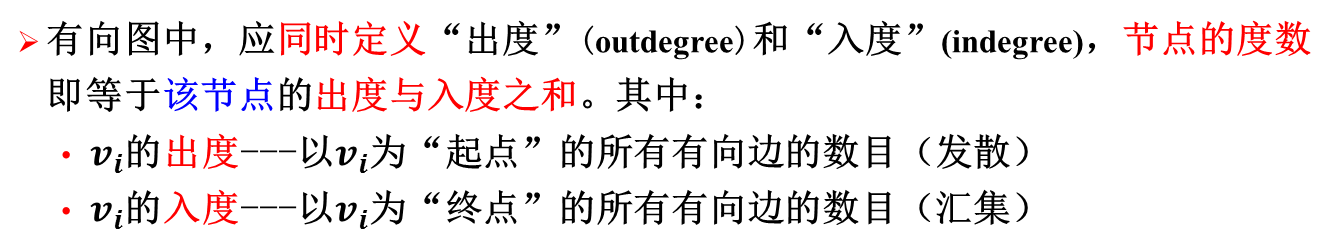 ➢ 有向图中，应同时定义“出度”(outdegree)和“入度”(indegree)，节点的度数
即等于该节点的出度与入度之和。其中：
• vᵢ的出度---以vᵢ为“起点”的所有有向边的数目（发散）
• vᵢ的入度---以vᵢ为“终点”的所有有向边的数目（汇集）